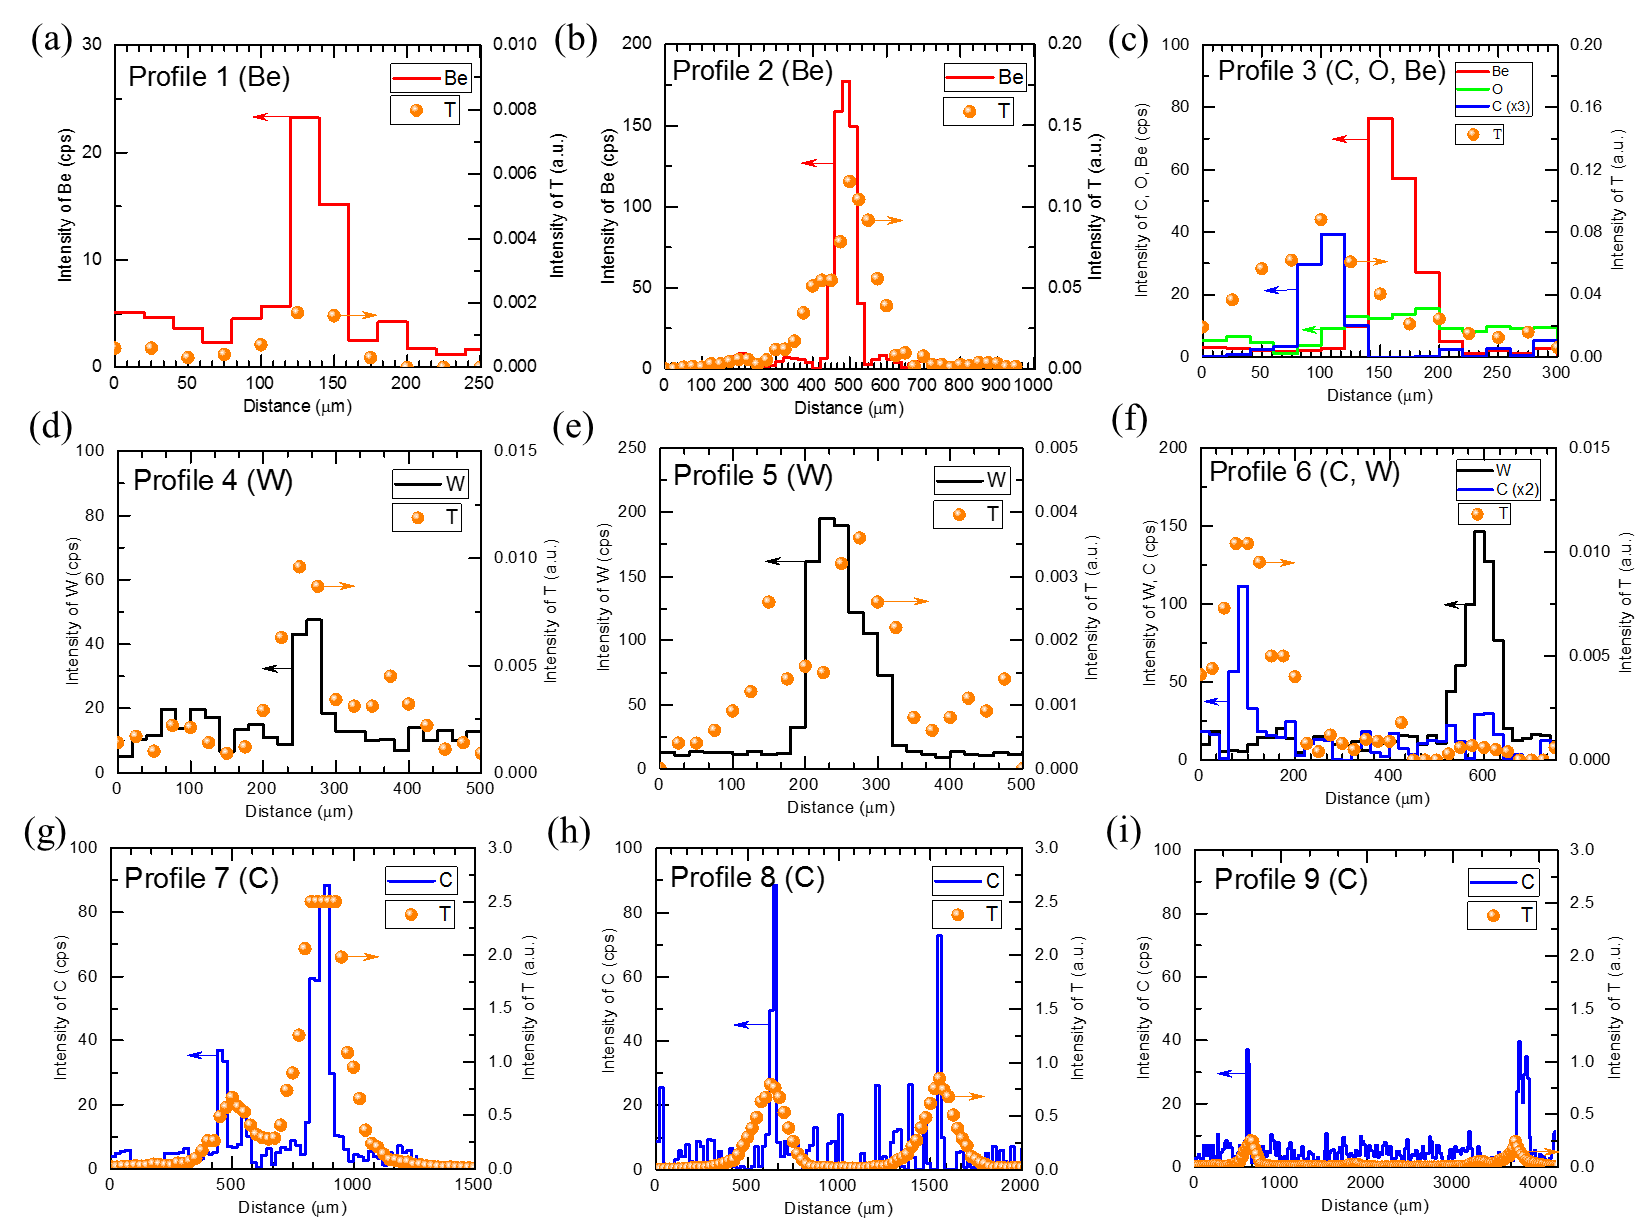 (a)
Profile 1 (Be)
Be
T
30
20
10
0
0.010
0.008
0.006
0.004
0.002
0.000
0
50
100
150
200
250
Intensity of Be (cps)
Intensity of T (a.u.)
Distance (μm)
(b)
Profile 2 (Be)
Be
T
200
175
150
125
100
75
50
25
0
0.20
0.15
0.10
0.05
0.00
0 100 200 300 400 500 600 700 800 900 1000
Intensity of Be (cps)
Intensity of T (a.u.)
Distance (μm)
(c)
Profile 3 (C, O, Be)
Be
O
C (x3)
T
100
80
60
40
20
0
0.20
0.16
0.12
0.08
0.04
0.00
0 50 100 150 200 250 300
Intensity of C, O, Be (cps)
Intensity of T (a.u.)
Distance (μm)
(d)
Profile 4 (W)
W
T
100
80
60
40
20
0
0.015
0.010
0.005
0.000
0 100 200 300 400 500
Intensity of W (cps)
Intensity of T (a.u.)
Distance (μm)
(e)
Profile 5 (W)
W
T
250
200
150
100
50
0
0.005
0.004
0.003
0.002
0.001
0.000
0 100 200 300 400 500
Intensity of W (cps)
Intensity of T (a.u.)
Distance (μm)
(f)
Profile 6 (C, W)
W
C (x2)
T
200
150
100
50
0
0.015
0.010
0.005
0.000
0 200 400 600
Intensity of W, C (cps)
Intensity of T (a.u.)
Distance (μm)
(g)
Profile 7 (C)
C
T
100
80
60
40
20
0
3.0
2.5
2.0
1.5
1.0
0.5
0.0
0 500 1000 1500
Intensity of C (cps)
Intensity of T (a.u.)
Distance (μm)
(h)
Profile 8 (C)
C
T
100
80
60
40
20
0
3.0
2.5
2.0
1.5
1.0
0.5
0.0
0 500 1000 1500 2000
Intensity of C (cps)
Intensity of T (a.u.)
Distance (μm)
(i)
Profile 9 (C)
C
T
100
80
60
40
20
0
3.0
2.5
2.0
1.5
1.0
0.5
0.0
0 1000 2000 3000 4000
Intensity of C (cps)
Intensity of T (a.u.)
Distance (μm)